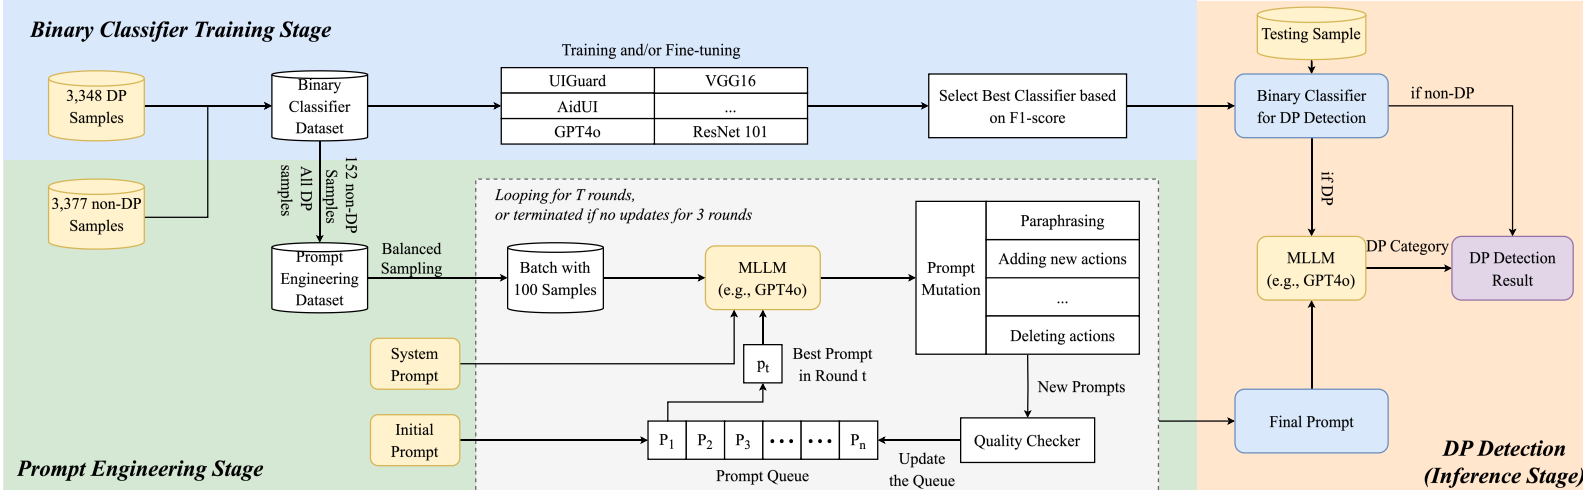 Binary Classifier Training Stage
3,348 DP
Samples
3,377 non-DP
Samples
Binary
Classifier
Dataset
Training and/or Fine-tuning
UIGuard
VGG16
AidUI
...
GPT4o
ResNet 101
Select Best Classifier based
on F1-score
Testing Sample
Binary Classifier
for DP Detection
if non-DP
if DP
152 non-DP
Samples
All DP
samples
Prompt
Engineering
Dataset
Balanced
Sampling
Looping for T rounds,
or terminated if no updates for 3 rounds
Batch with
100 Samples
MLLM
(e.g., GPT4o)
Prompt
Mutation
Paraphrasing
Adding new actions
...
Deleting actions
System
Prompt
Initial
Prompt
Pt
Best Prompt
in Round t
New Prompts
P1
P2
P3
•••
•••
Pn
Prompt Queue
Update
the Queue
Quality Checker
Prompt Engineering Stage
MLLM
(e.g., GPT4o)
DP Category
DP Detection
Result
Final Prompt
DP Detection
(Inference Stage)